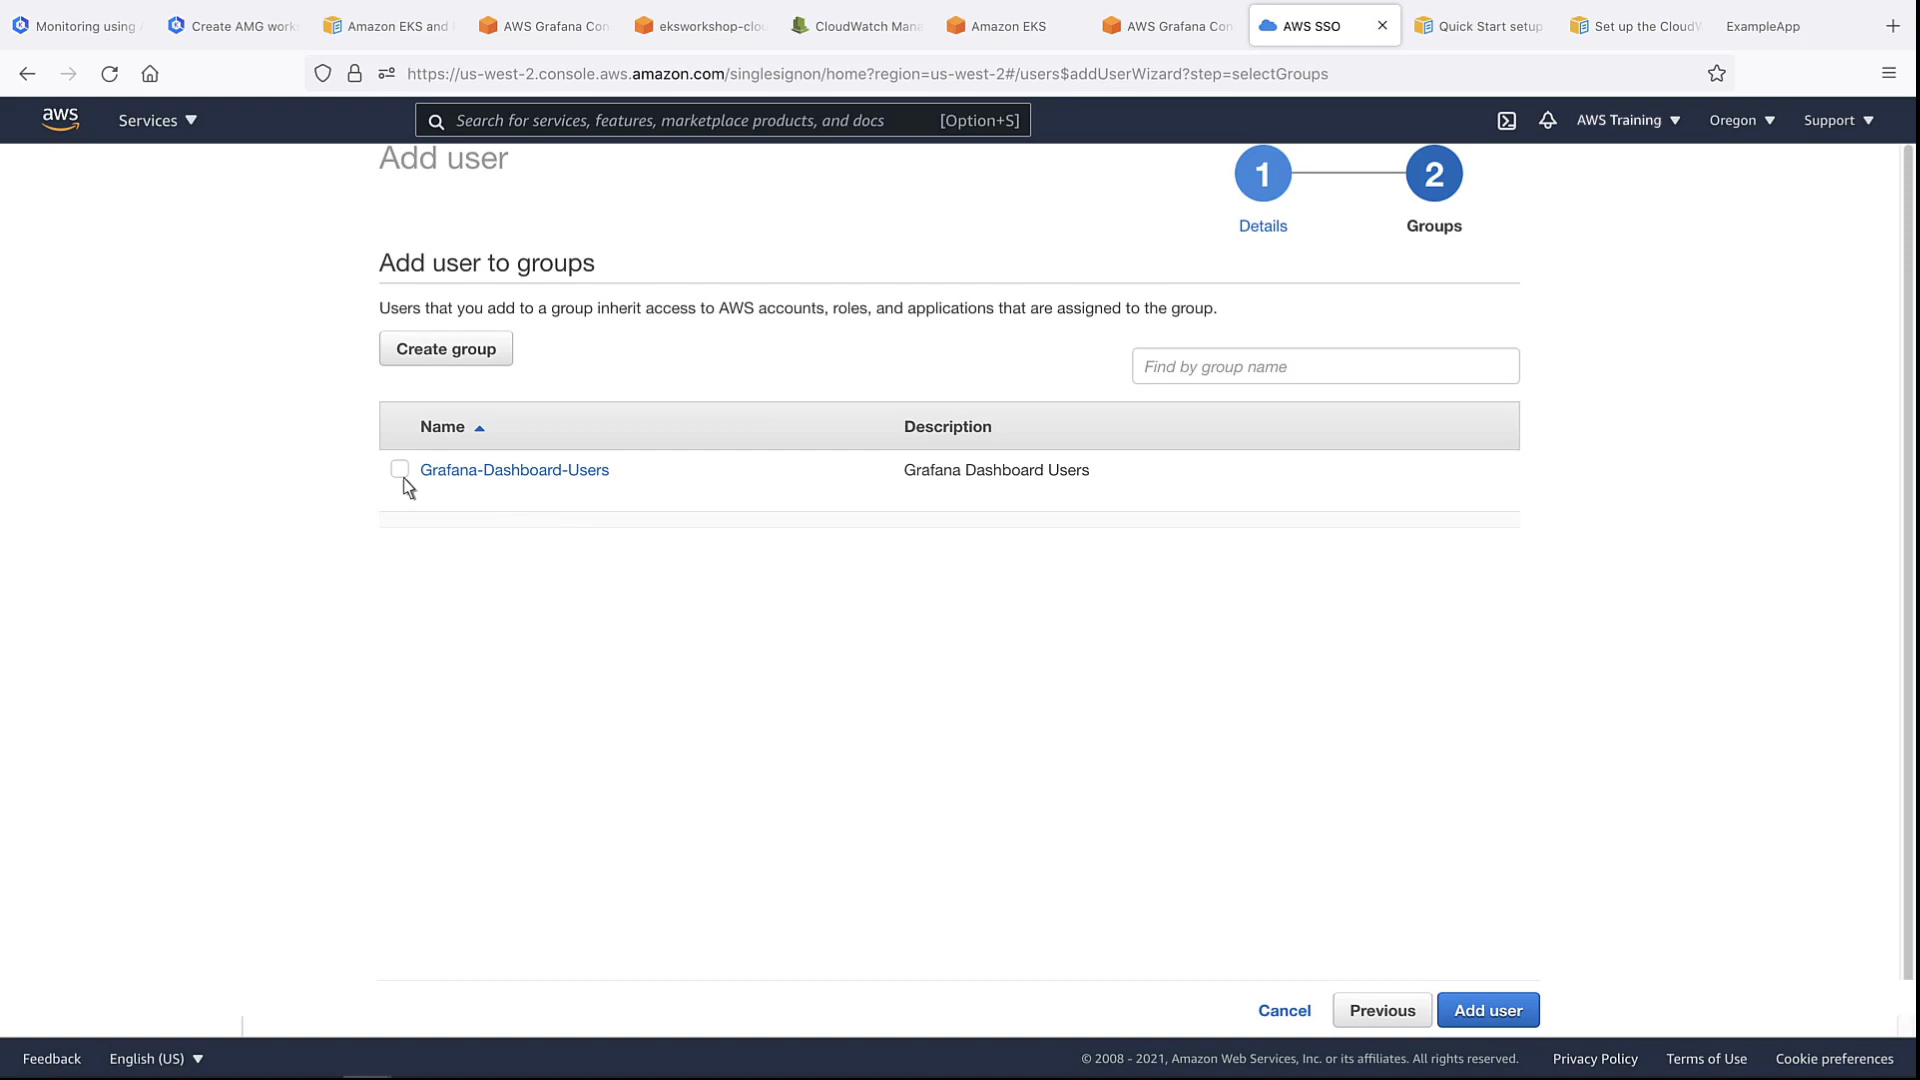 Monitoring using
Create AMG work
Amazon EKS and
AWS Grafana Con
eksworkshop-clo
CloudWatch Mana
Amazon EKS
AWS Grafana Con
AWS SSO
Quick Start setup
Set up the CloudW
ExampleApp
https://us-west-2.console.aws.amazon.com/singlesignon/home?region=us-west-2#/users$addUserWizard?step=selectGroups
aws
Services
Search for services, features, marketplace products, and docs
[Option+S]
AWS Training
Oregon
Support
Add user
1
2
Details
Groups
Add user to groups
Users that you add to a group inherit access to AWS accounts, roles, and applications that are assigned to the group.
Create group
Find by group name
Name
Description
Grafana-Dashboard-Users
Grafana Dashboard Users
Cancel
Previous
Add user
Feedback
English (US)
© 2008 - 2021, Amazon Web Services, Inc. or its affiliates. All rights reserved.
Privacy Policy
Terms of Use
Cookie preferences